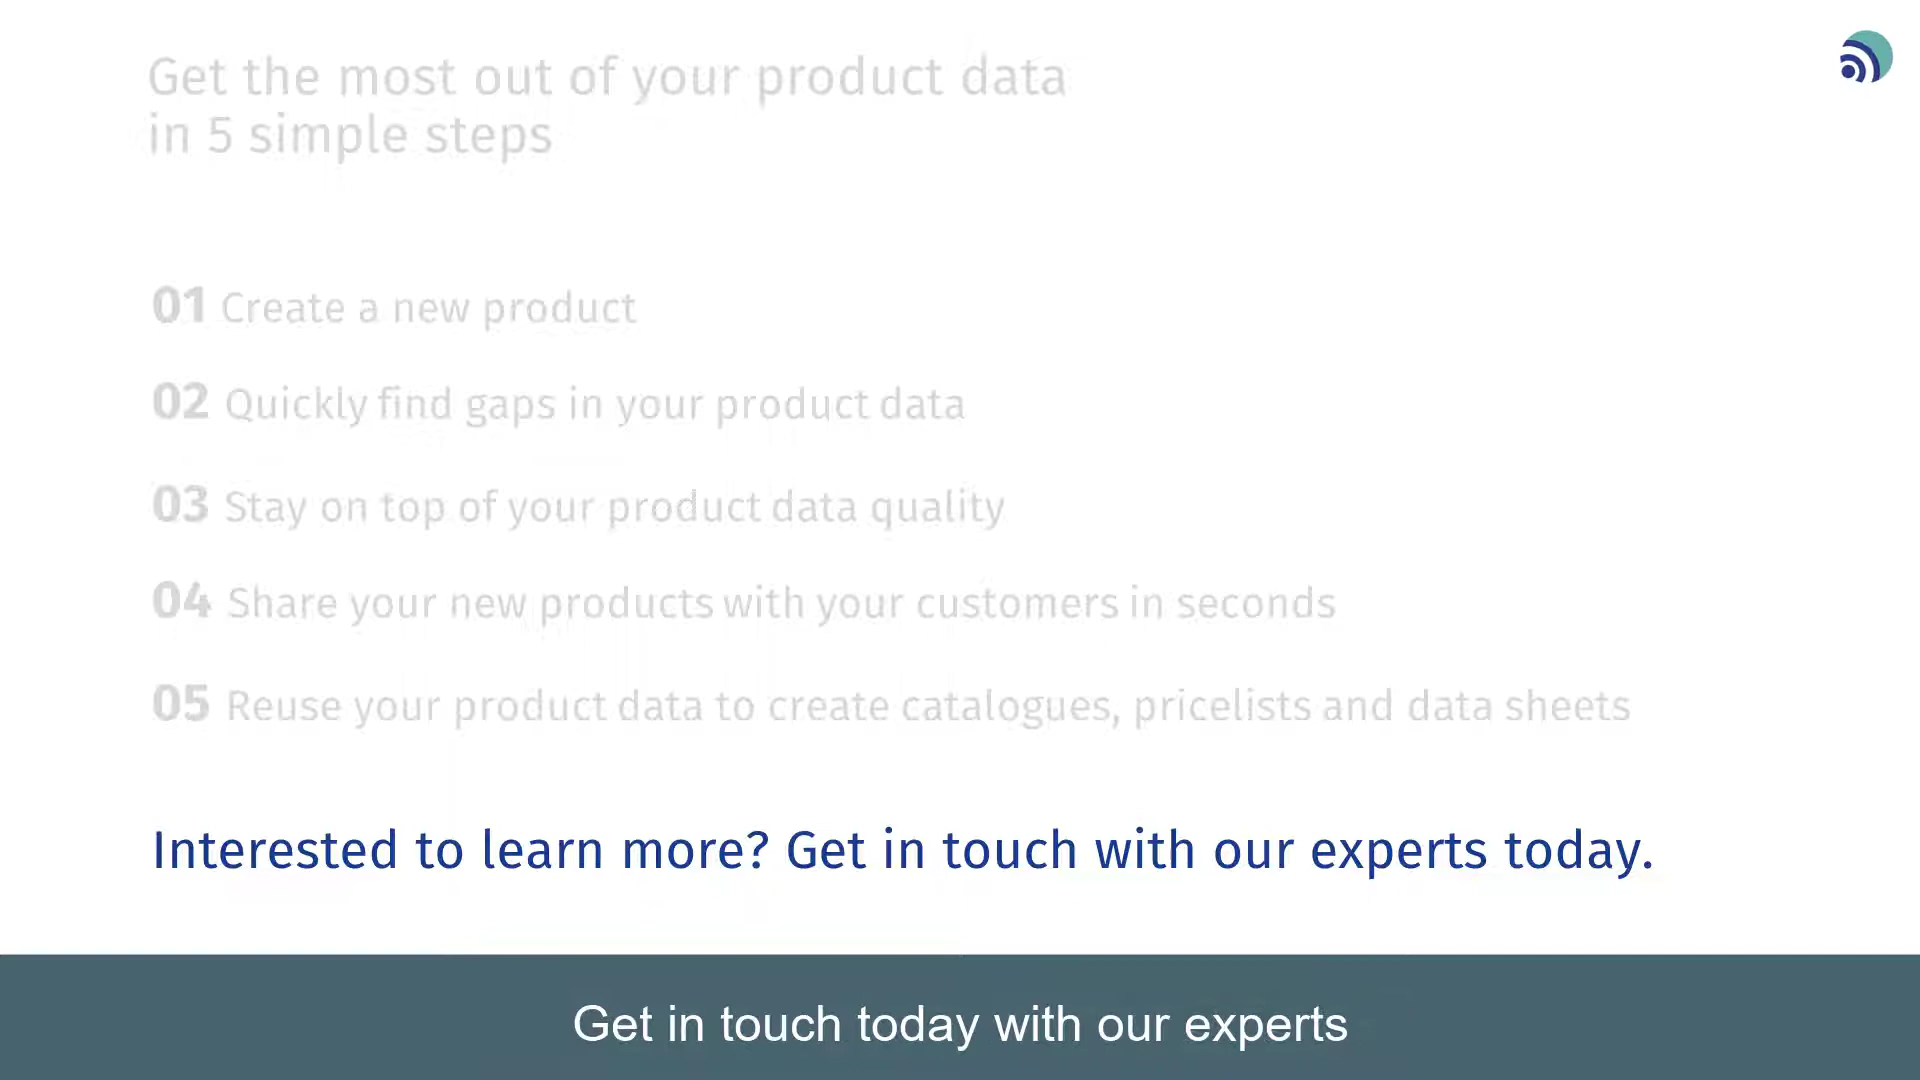 Get the most out of your product data
in 5 simple steps
01 Create a new product
02 Quickly find gaps in your product data
03 Stay on top of your product data quality
04 Share your new products with your customers in seconds
05 Reuse your product data to create catalogues, pricelists and data sheets
Interested to learn more? Get in touch with our experts today.
Get in touch today with our experts